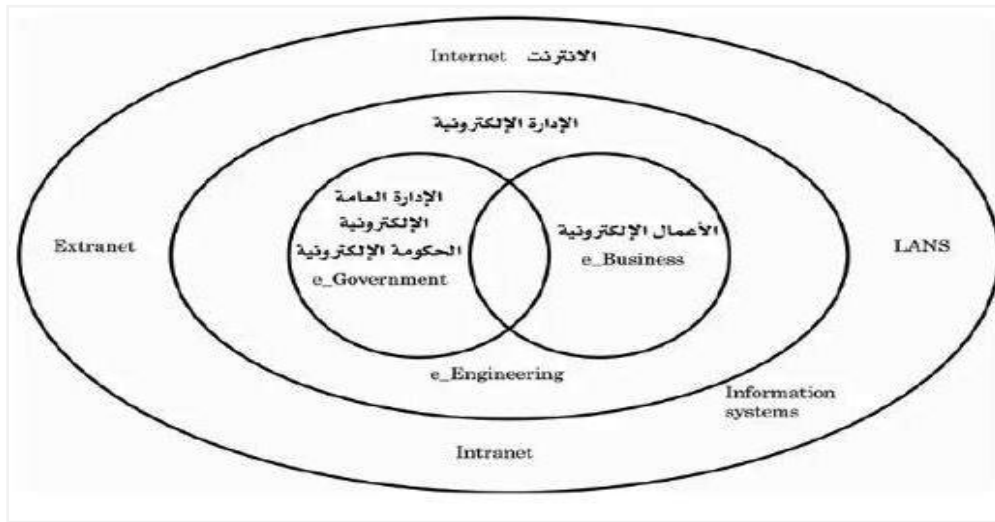 Internet الانترنت
الإدارة الإلكترونية
الإدارة العامة
الإلكترونية
الحكومة الإلكترونية
e_Government
الأعمال الإلكترونية
e_Business
Extranet
LANS
e_Engineering
Information
systems
Intranet